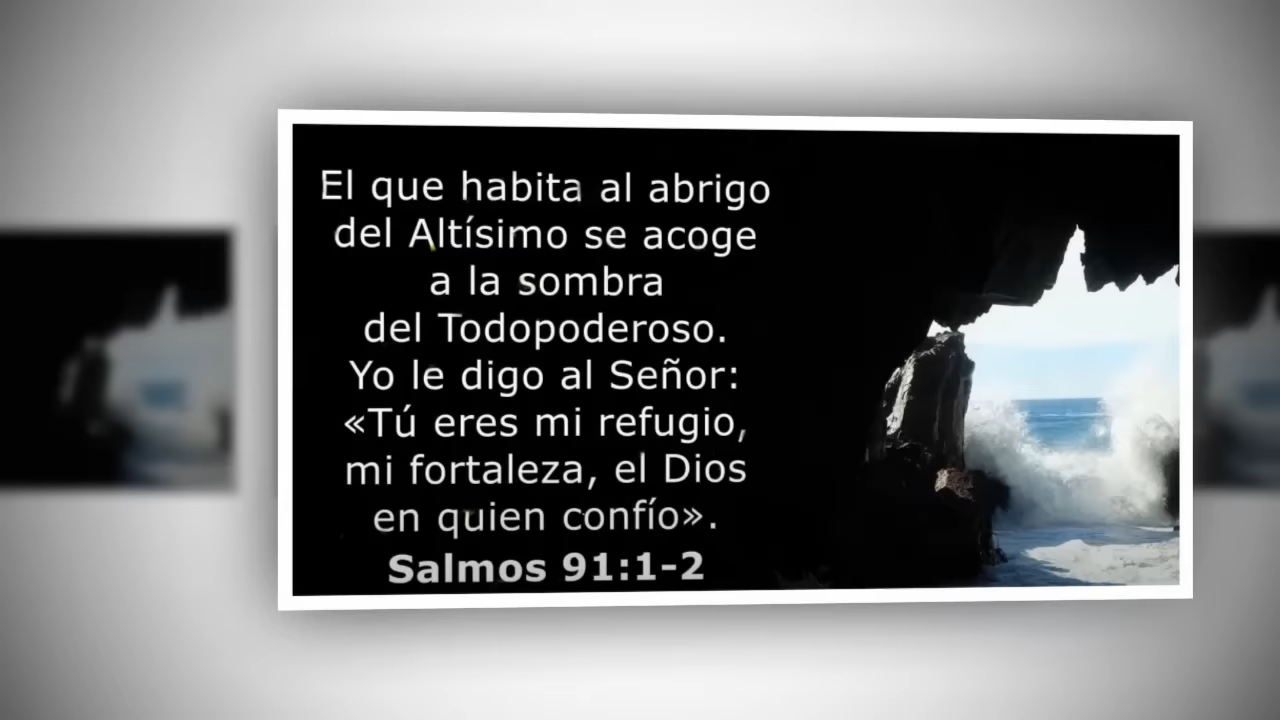 El que habita al abrigo
del Altísimo se acoge
a la sombra
del Todopoderoso.
Yo le digo al Señor:
«Tú eres mi refugio,
mi fortaleza, el Dios
en quien confío».
Salmos 91:1-2